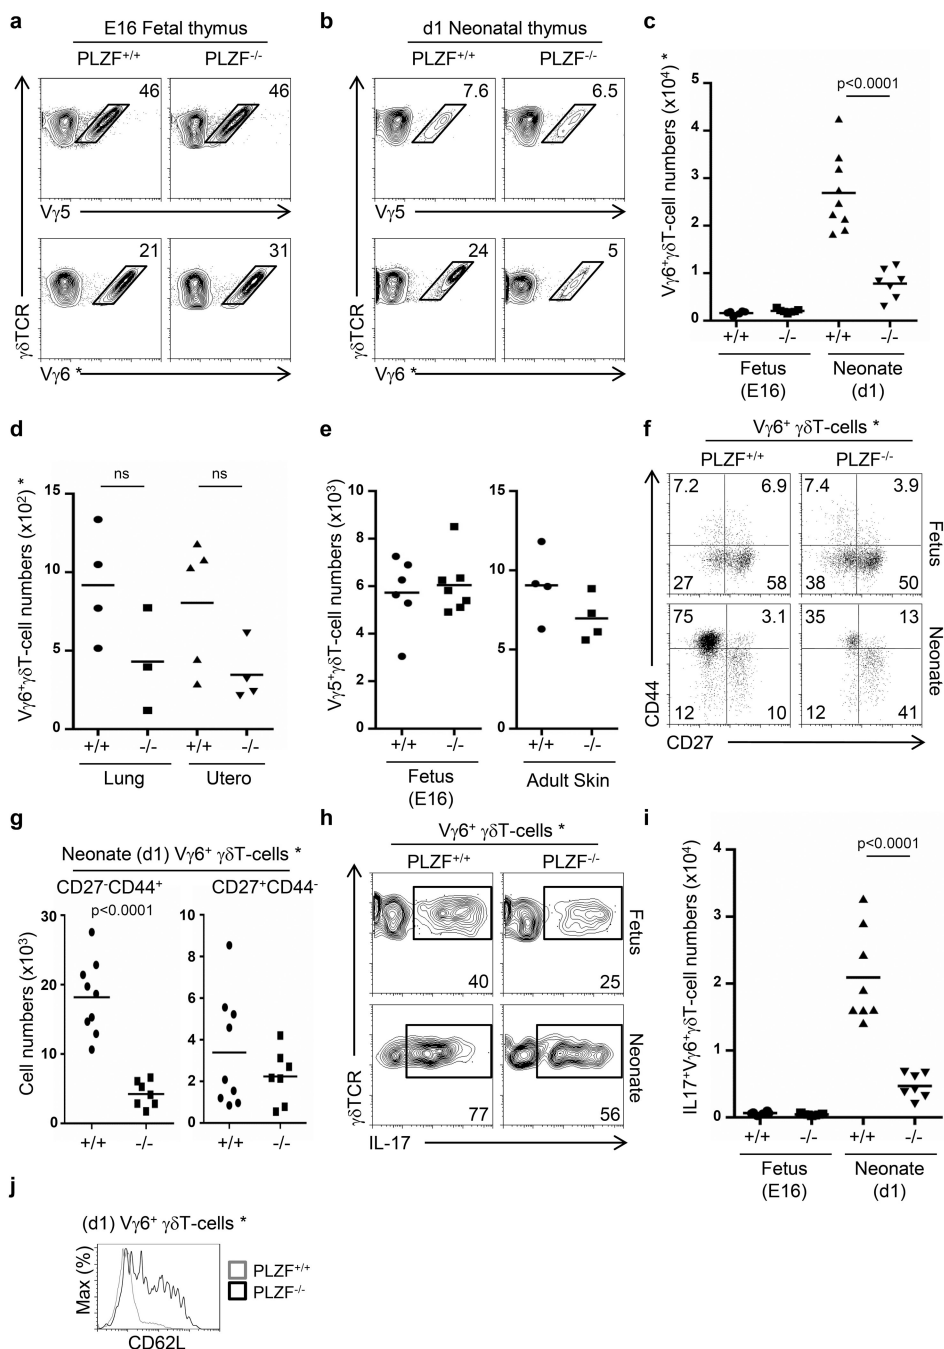 a
E16 Fetal thymus
PLZF+/+ PLZF-/-
46 46
Vγ5
21 31
γδTCR
Vγ6 *
b
d1 Neonatal thymus
PLZF+/+ PLZF-/-
7.6 6.5
Vγ5
24 5
γδTCR
Vγ6 *
c
Vγ6+γδT-cell numbers (x10⁴) *
p<0.0001
5
4
3
2
1
0
+/+ -/- +/+ -/-
Fetus Neonate
(E16) (d1)
d
Vγ6+γδT-cell numbers (x10²) *
ns ns
15
10
5
0
+/+ -/- +/+ -/-
Lung Utero
e
Vγ5+γδT-cell numbers (x10³)
10
8
6
4
2
0
+/+ -/-
Fetus
(E16)
15
10
5
0
+/+ -/-
Adult Skin
f
Vγ6+ γδT-cells *
PLZF+/+ PLZF-/-
7.2 6.9 7.4 3.9
27 58 38 50
Fetus
75 3.1 35 13
12 10 12 41
Neonate
CD44
CD27
g
Neonate (d1) Vγ6+ γδT-cells *
CD27-CD44+ CD27+CD44-
p<0.0001
Cell numbers (x10³)
30
20
10
0
+/+ -/-
10
8
6
4
2
0
+/+ -/-
h
Vγ6+ γδT-cells *
PLZF+/+ PLZF-/-
40 25
Fetus
77 56
Neonate
γδTCR
IL-17
i
IL17+Vγ6+γδT-cell numbers (x10⁴)
p<0.0001
4
3
2
1
0
+/+ -/- +/+ -/-
Fetus Neonate
(E16) (d1)
j
(d1) Vγ6+ γδT-cells *
Max (%)
CD62L
PLZF+/+
PLZF-/-